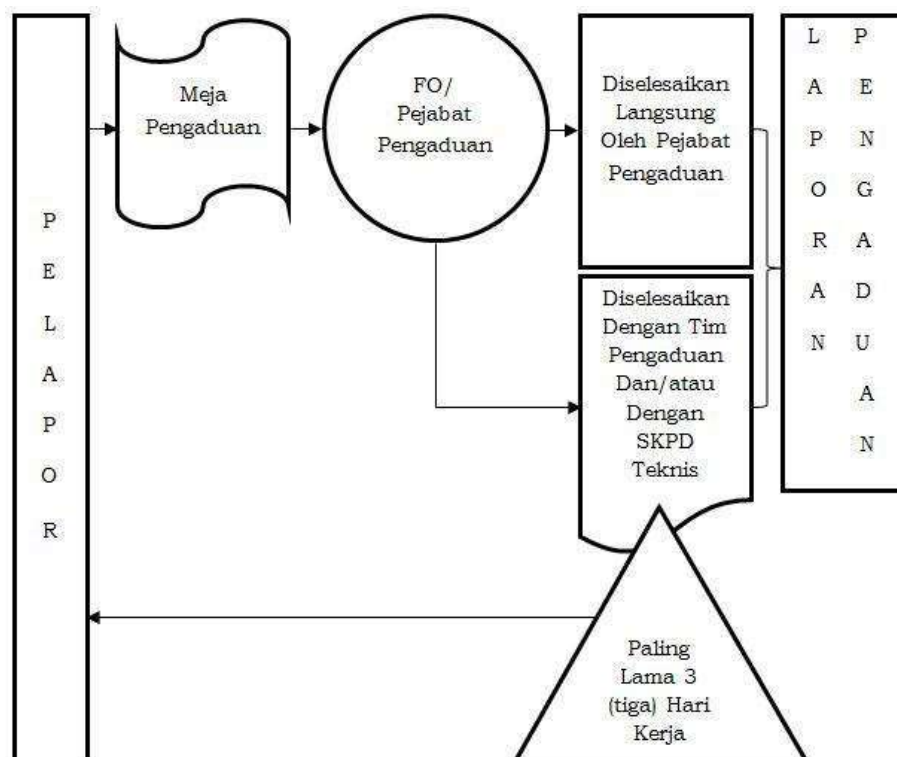 PELAPOR
Meja
Pengaduan
FO/
Pejabat
Pengaduan
Diselesaikan
Langsung
Oleh Pejabat
Pengaduan
Diselesaikan
Dengan Tim
Pengaduan
Dan/atau
Dengan
SKPD
Teknis
LAPORAN
PENGADUAN
Paling
Lama 3
(tiga) Hari
Kerja